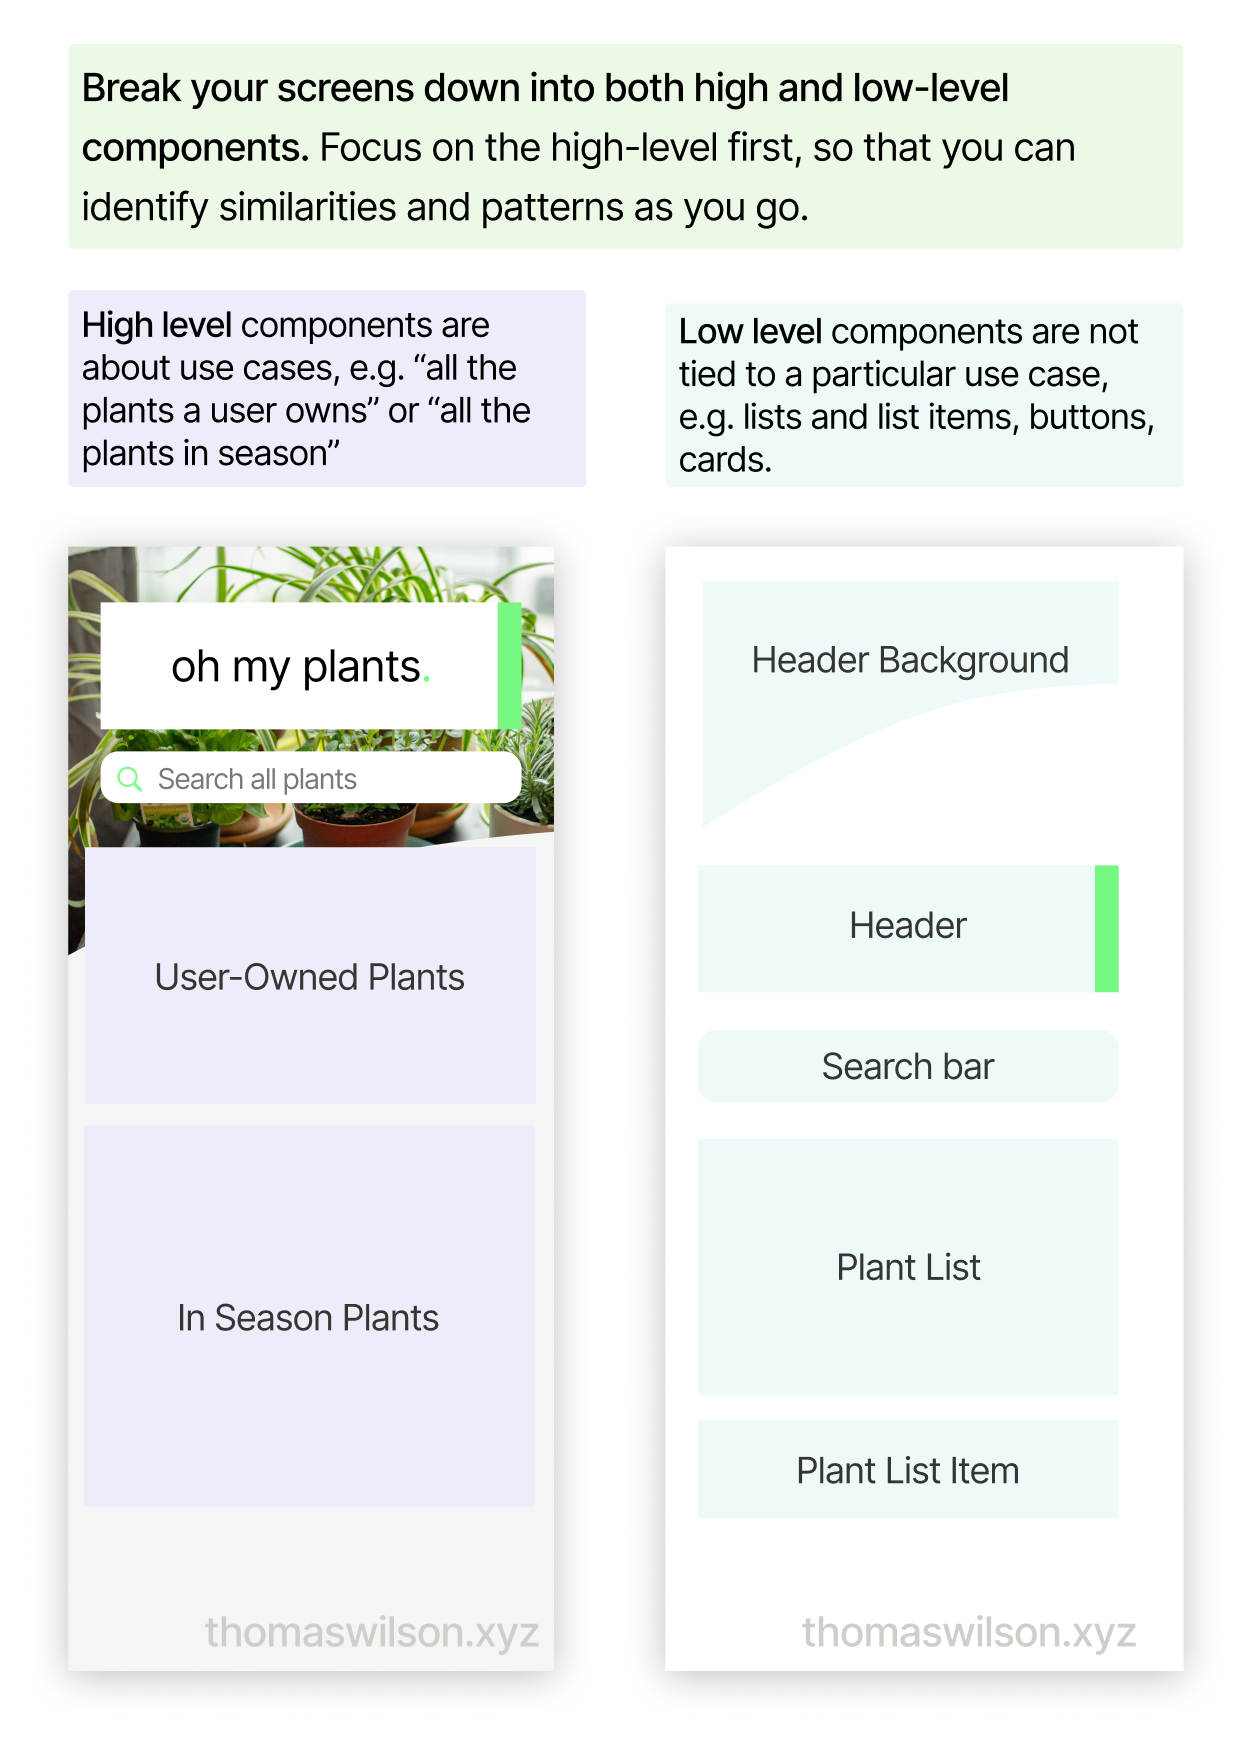 Break your screens down into both high and low-level
components. Focus on the high-level first, so that you can
identify similarities and patterns as you go.
High level components are
about use cases, e.g. “all the
plants a user owns” or “all the
plants in season”
Low level components are not
tied to a particular use case,
e.g. lists and list items, buttons,
cards.
oh my plants.
Search all plants
User-Owned Plants
In Season Plants
thomaswilson.xyz
Header Background
Header
Search bar
Plant List
Plant List Item
thomaswilson.xyz